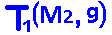 T₁(M₂, g)